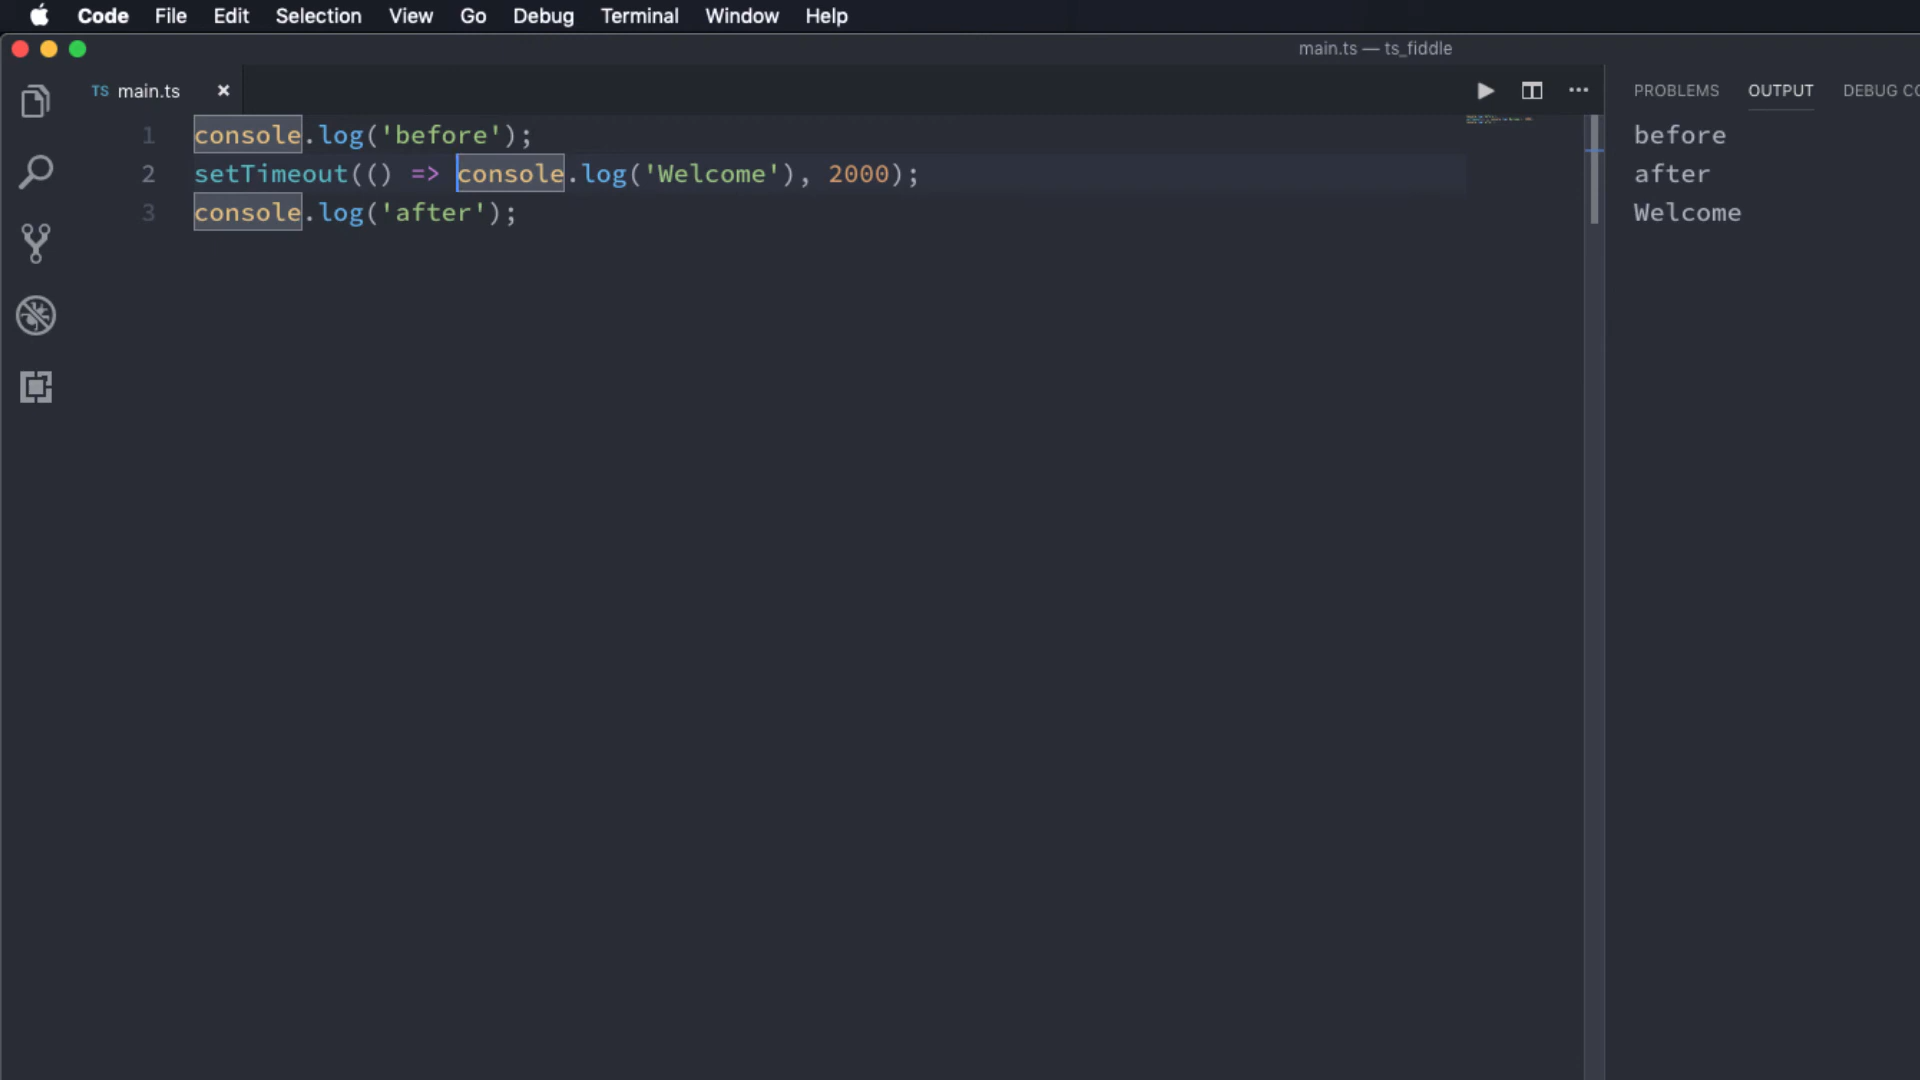 Code File Edit Selection View Go Debug Terminal Window Help
main.ts — ts_fiddle
TS main.ts
PROBLEMS OUTPUT DEBUG CO
1 console.log('before');
2 setTimeout(() => console.log('Welcome'), 2000);
3 console.log('after');
before
after
Welcome